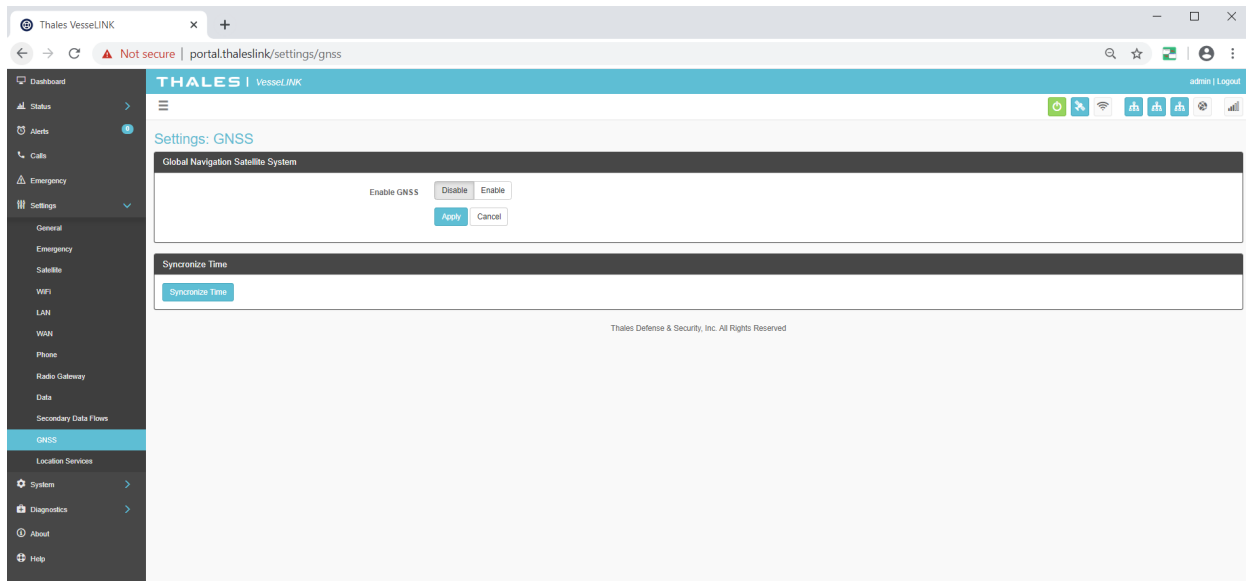 Thales VesseLINK
Not secure | portal.thaleslink/settings/gnss
Dashboard
THALES | VesseLINK
admin | Logout
Status
Alerts 0
Calls
Emergency
Settings
General
Emergency
Satellite
WiFi
LAN
WAN
Phone
Radio Gateway
Data
Secondary Data Flows
GNSS
Location Services
System
Diagnostics
About
Help
Settings: GNSS
Global Navigation Satellite System
Enable GNSS Disable Enable
Apply Cancel
Syncronize Time
Syncronize Time
Thales Defense & Security, Inc. All Rights Reserved